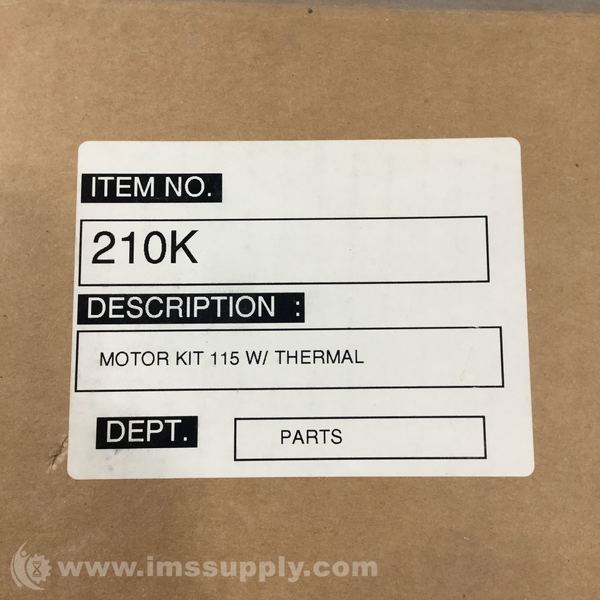 ITEM NO.
210K
DESCRIPTION :
MOTOR KIT 115 W/ THERMAL
DEPT.
PARTS
www.imssupply.com